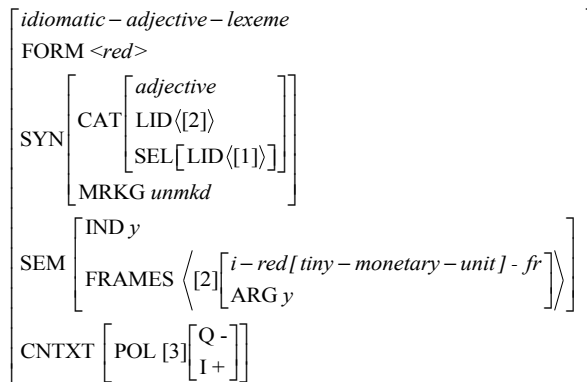 idiomatic – adjective – lexeme
FORM <red>
SYN
CAT
adjective
LID⟨[2]⟩
SEL[LID⟨[1]⟩]
MRKG unmkd
SEM
IND y
FRAMES ⟨[2]
i – red[tiny – monetary – unit] - fr
ARG y
⟩
CNTXT [POL [3]
Q -
I +
]